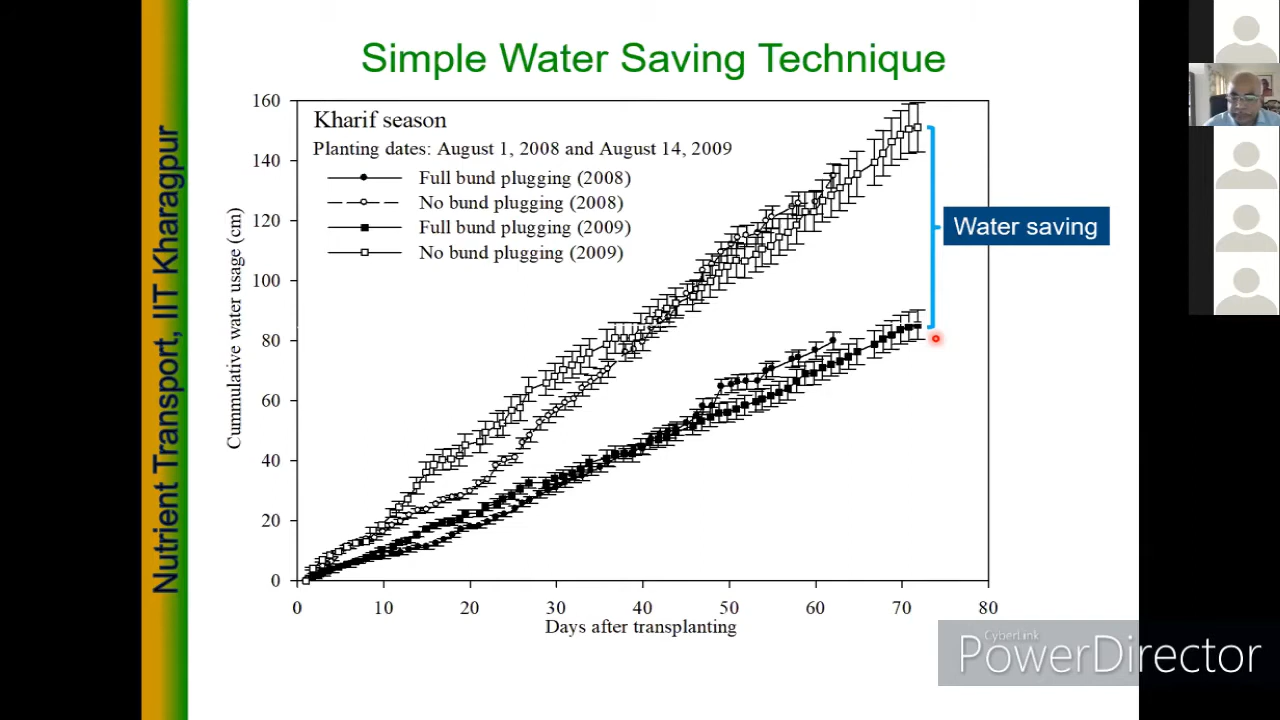 Simple Water Saving Technique
Nutrient Transport, IIT Kharagpur
Kharif season
Planting dates: August 1, 2008 and August 14, 2009
Full bund plugging (2008)
No bund plugging (2008)
Full bund plugging (2009)
No bund plugging (2009)
Water saving
Cummulative water usage (cm)
160
140
120
100
80
60
40
20
0
0 10 20 30 40 50 60 70 80
Days after transplanting
CyberLink
PowerDirector